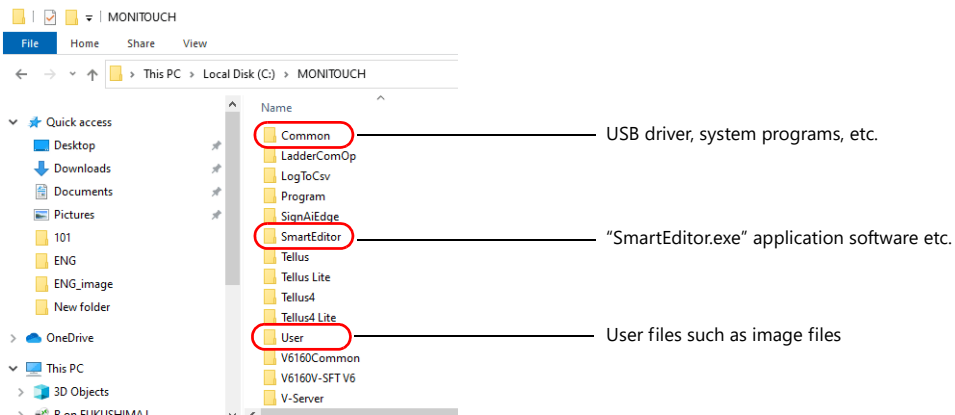 MONITOUCH
File Home Share View
This PC > Local Disk (C:) > MONITOUCH
Name
Quick access
Desktop
Downloads
Documents
Pictures
101
ENG
ENG_image
New folder
OneDrive
This PC
3D Objects
Common
LadderComOp
LogToCsv
Program
SignAiEdge
SmartEditor
Tellus
Tellus Lite
Tellus4
Tellus4 Lite
User
V6160Common
V6160V-SFT V6
V-Server
USB driver, system programs, etc.
“SmartEditor.exe” application software etc.
User files such as image files